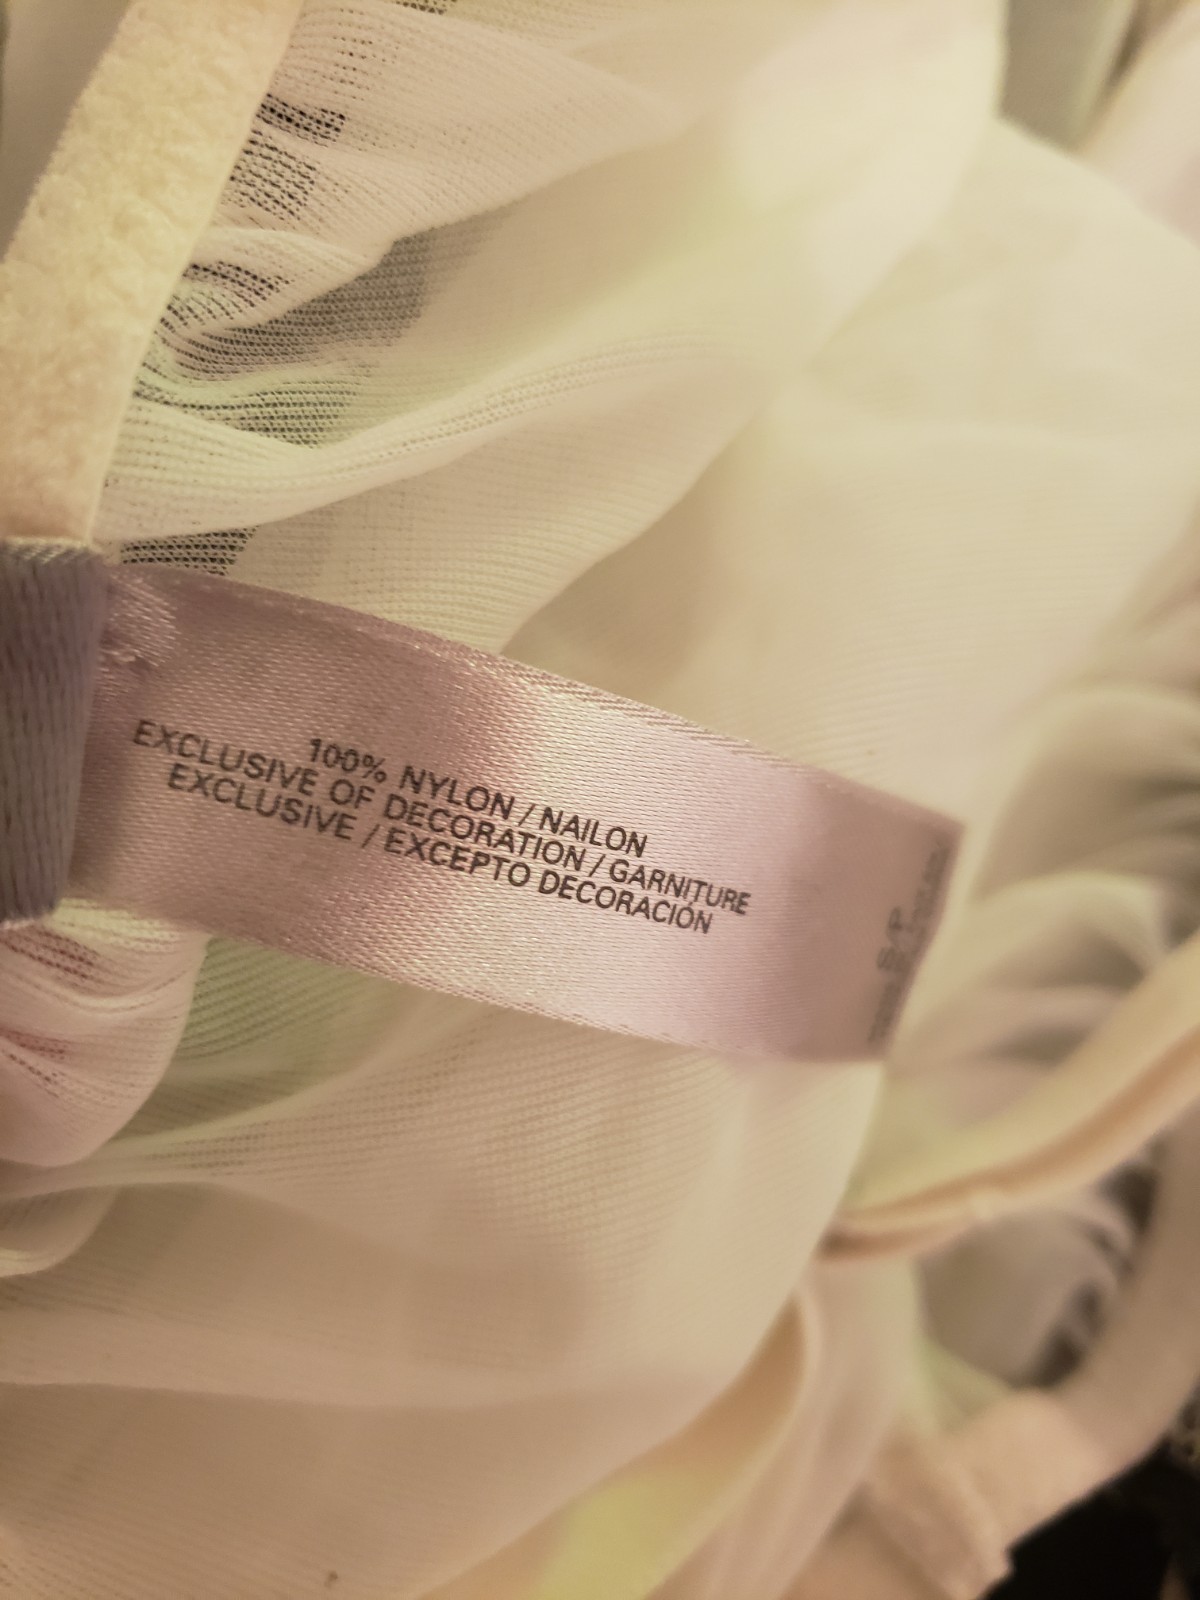 100% NYLON / NAILON
EXCLUSIVE OF DECORATION / GARNITURE
EXCLUSIVE / EXCEPTO DECORACIÓN
S/P